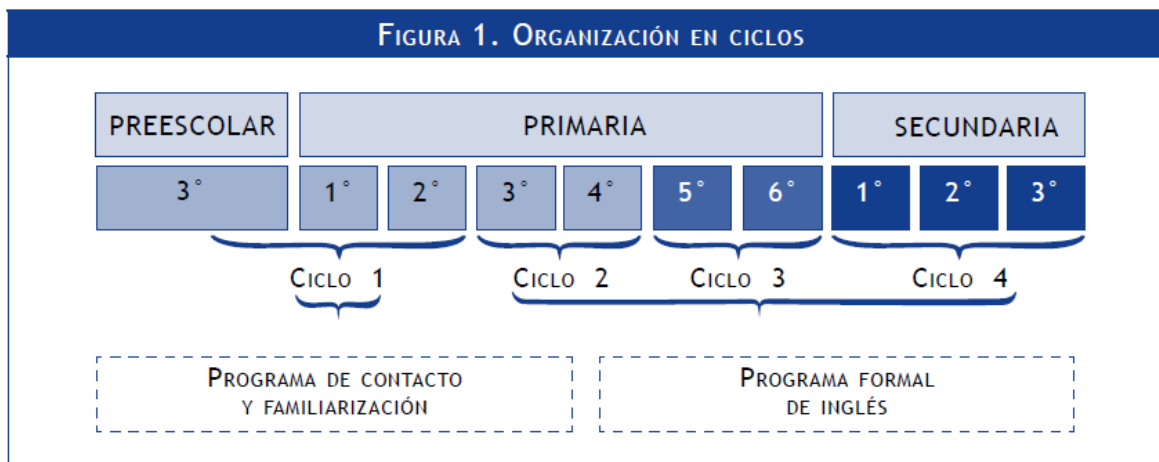 FIGURA 1. ORGANIZACIÓN EN CICLOS
PREESCOLAR PRIMARIA SECUNDARIA
3° 1° 2° 3° 4° 5° 6° 1° 2° 3°
CICLO 1 CICLO 2 CICLO 3 CICLO 4
PROGRAMA DE CONTACTO
Y FAMILIARIZACIÓN
PROGRAMA FORMAL
DE INGLÉS